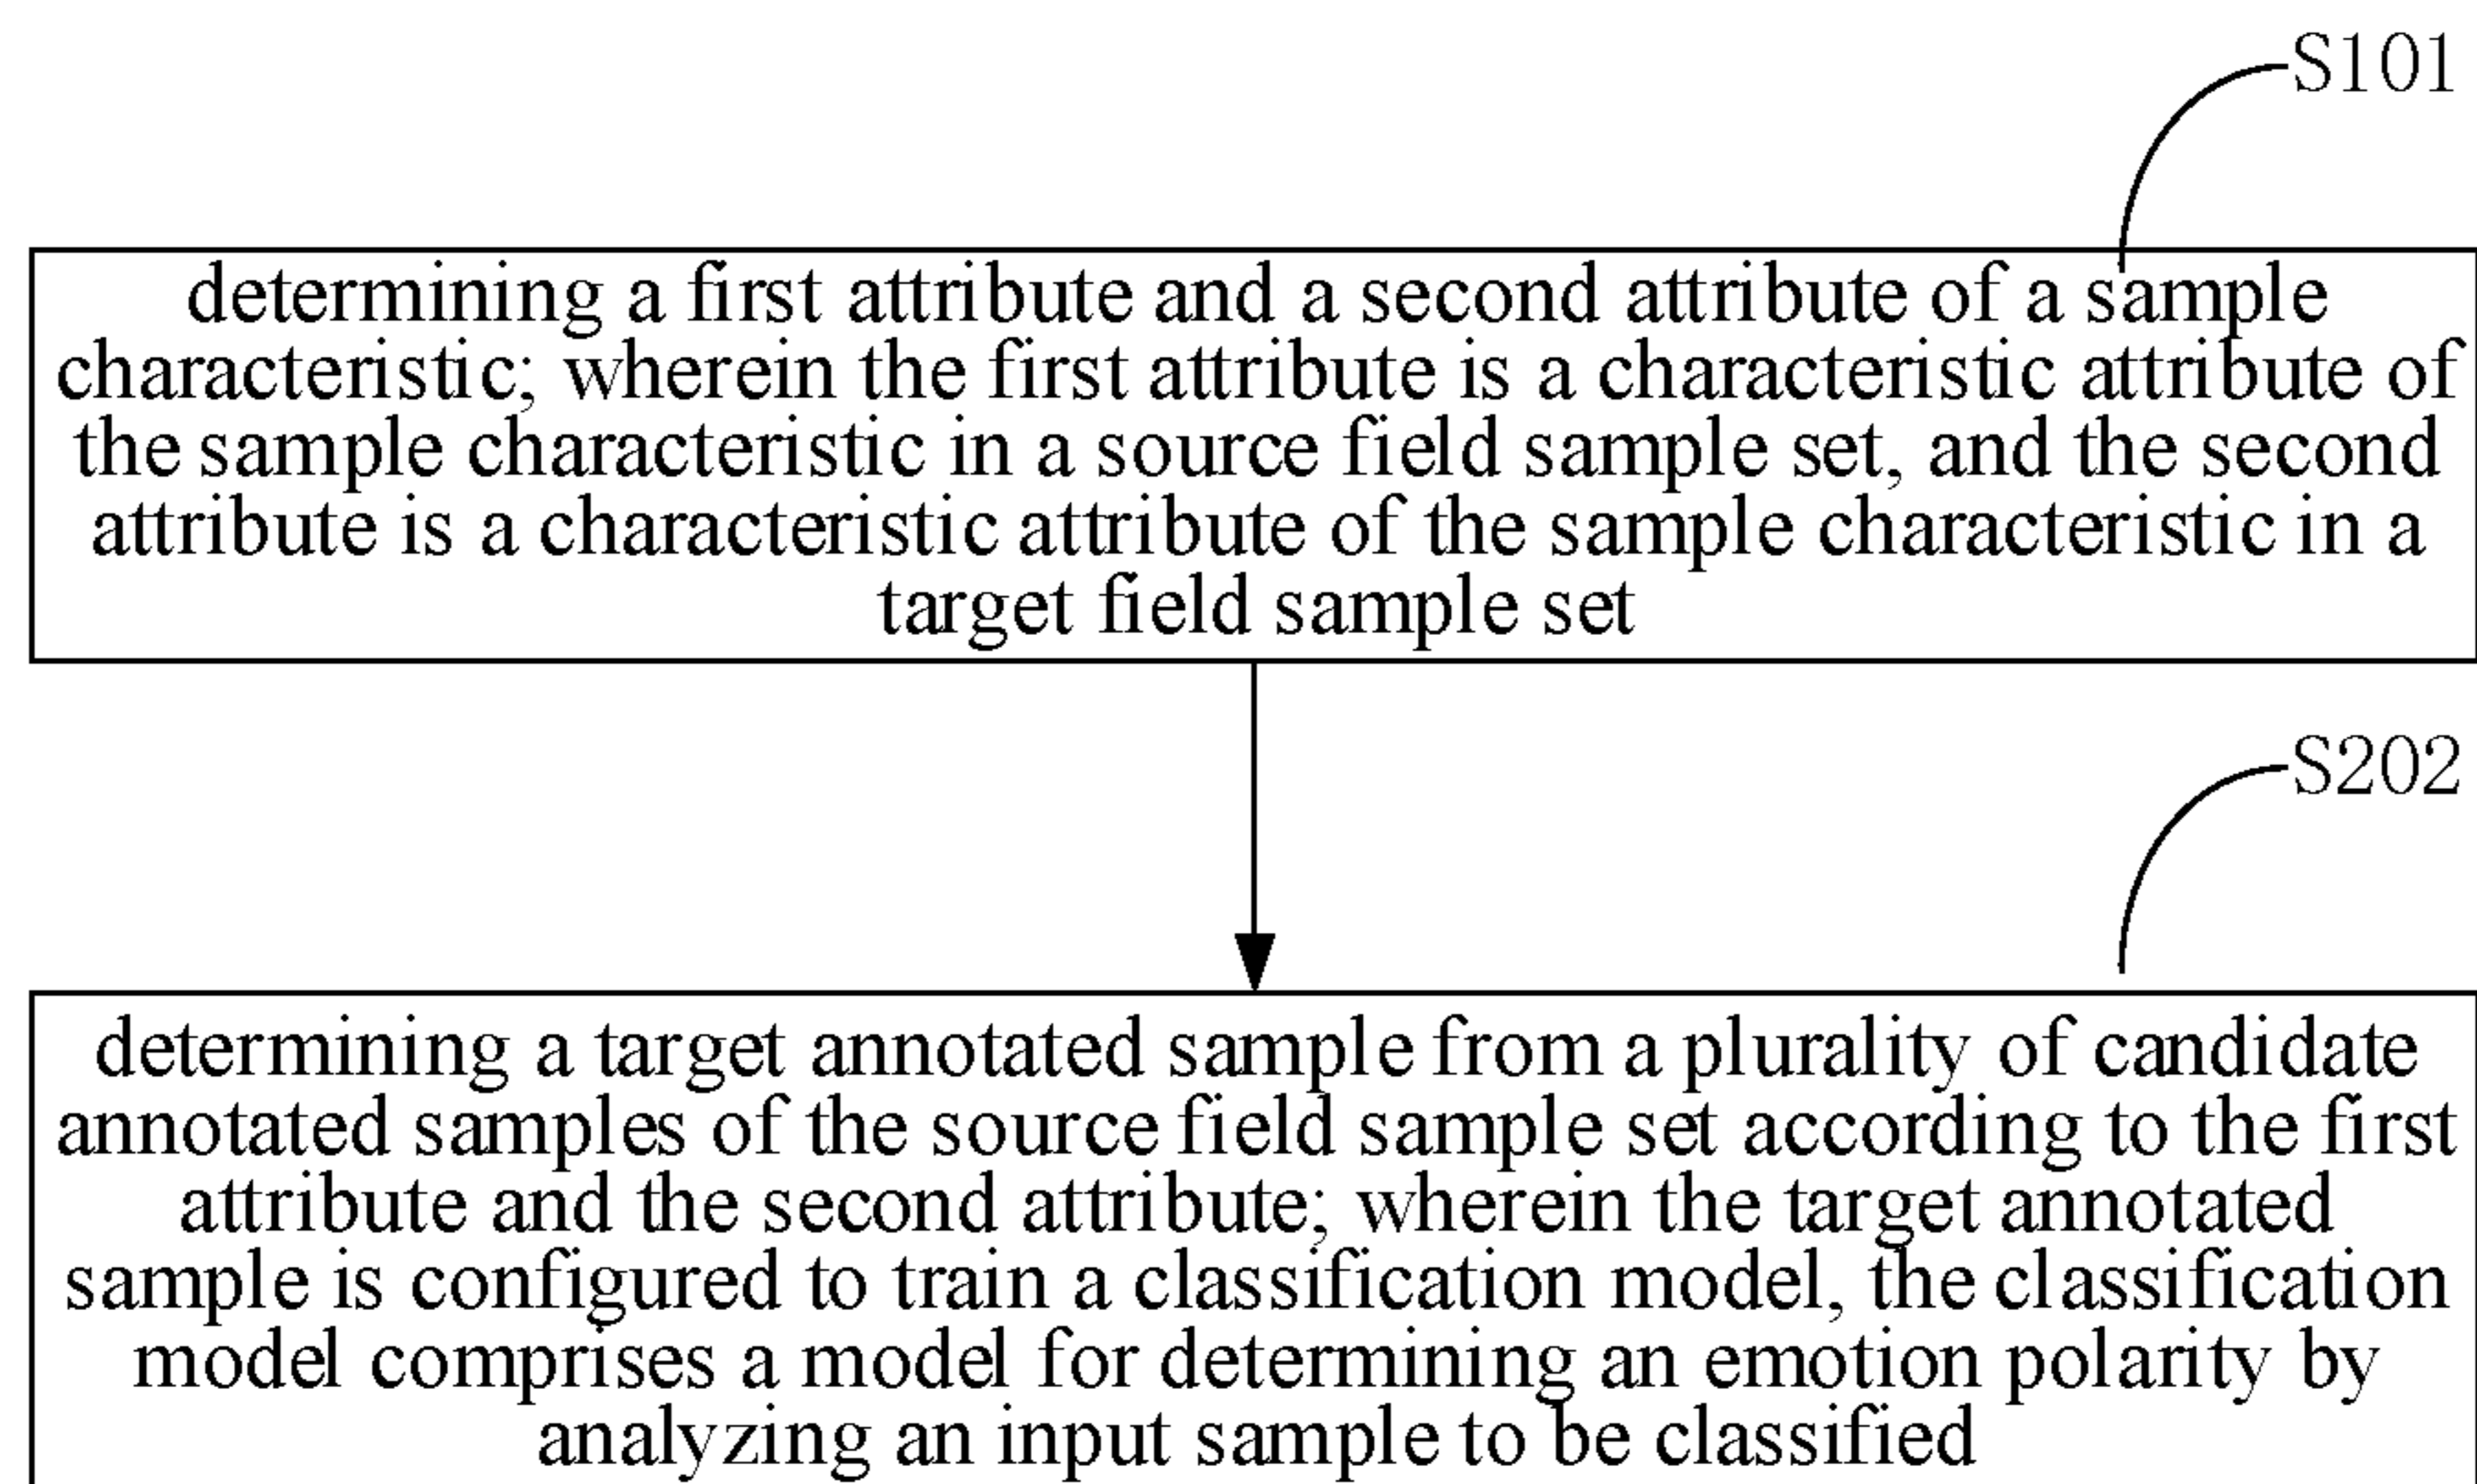 S101
determining a first attribute and a second attribute of a sample
characteristic; wherein the first attribute is a characteristic attribute of
the sample characteristic in a source field sample set, and the second
attribute is a characteristic attribute of the sample characteristic in a
target field sample set
S202
determining a target annotated sample from a plurality of candidate
annotated samples of the source field sample set according to the first
attribute and the second attribute; wherein the target annotated
sample is configured to train a classification model, the classification
model comprises a model for determining an emotion polarity by
analyzing an input sample to be classified